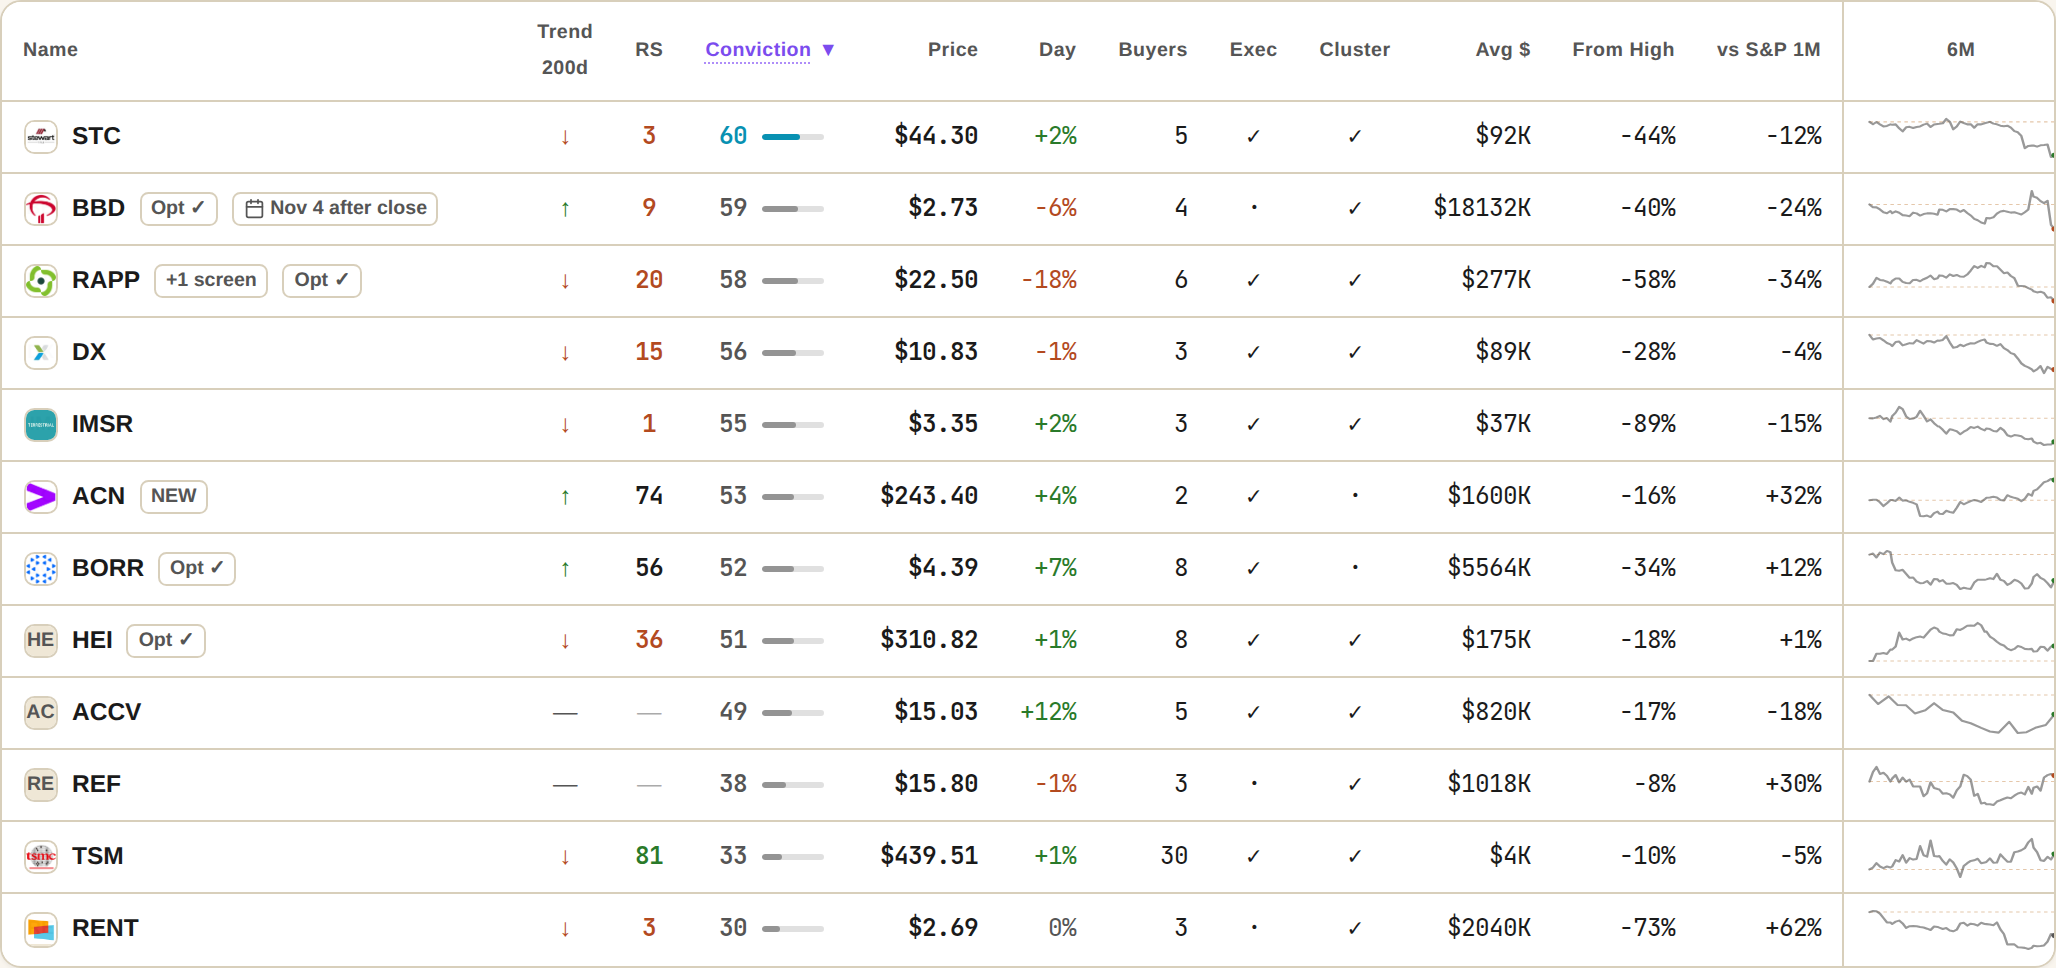 Name Trend 200d RS Conviction ▼ Price Day Buyers Exec Cluster Avg $ From High vs S&P 1M 6M
stewart STC ↓ 3 60 $44.30 +2% 5 ✓ ✓ $92K -44% -12%
BBD Opt ✓ Nov 4 after close ↑ 9 59 $2.73 -6% 4 · ✓ $18132K -40% -24%
RAPP +1 screen Opt ✓ ↓ 20 58 $22.50 -18% 6 ✓ ✓ $277K -58% -34%
DX ↓ 15 56 $10.83 -1% 3 ✓ ✓ $89K -28% -4%
IMSR ↓ 1 55 $3.35 +2% 3 ✓ ✓ $37K -89% -15%
ACN NEW ↑ 74 53 $243.40 +4% 2 ✓ · $1600K -16% +32%
BORR Opt ✓ ↑ 56 52 $4.39 +7% 8 ✓ · $5564K -34% +12%
HE HEI Opt ✓ ↓ 36 51 $310.82 +1% 8 ✓ ✓ $175K -18% +1%
AC ACCV — — 49 $15.03 +12% 5 ✓ ✓ $820K -17% -18%
RE REF — — 38 $15.80 -1% 3 · ✓ $1018K -8% +30%
tsmc TSM ↓ 81 33 $439.51 +1% 30 ✓ ✓ $4K -10% -5%
RENT ↓ 3 30 $2.69 0% 3 · ✓ $2040K -73% +62%